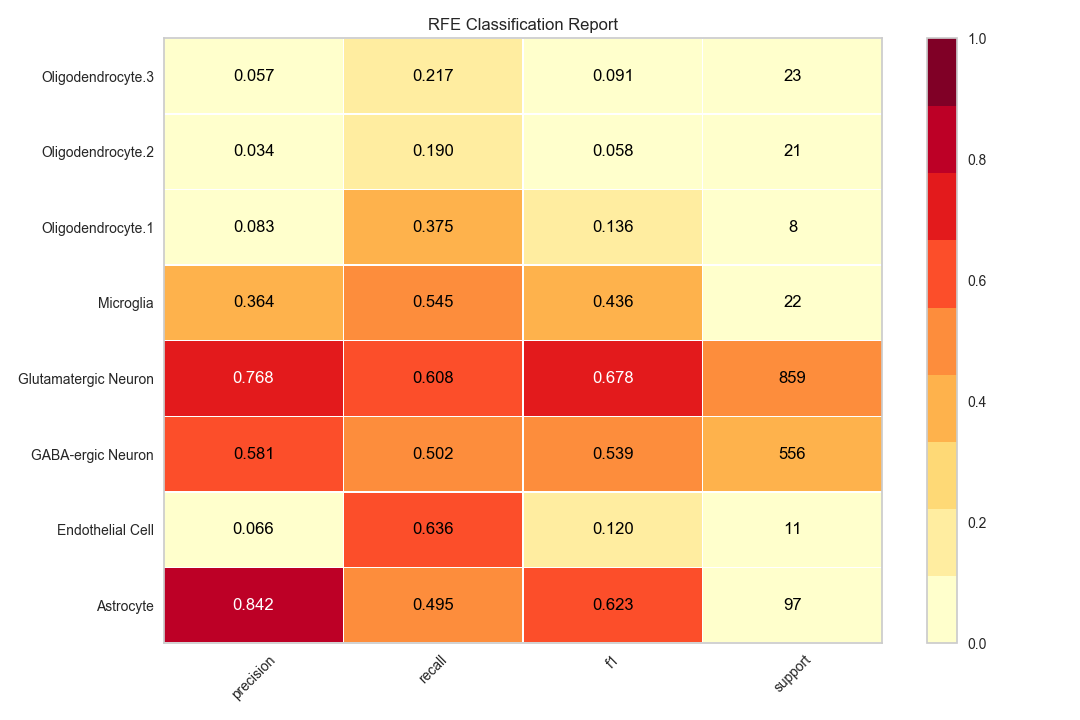 RFE Classification Report
Oligodendrocyte.3 0.057 0.217 0.091 23
Oligodendrocyte.2 0.034 0.190 0.058 21
Oligodendrocyte.1 0.083 0.375 0.136 8
Microglia 0.364 0.545 0.436 22
Glutamatergic Neuron 0.768 0.608 0.678 859
GABA-ergic Neuron 0.581 0.502 0.539 556
Endothelial Cell 0.066 0.636 0.120 11
Astrocyte 0.842 0.495 0.623 97
precision recall f1 support
1.0
0.8
0.6
0.4
0.2
0.0